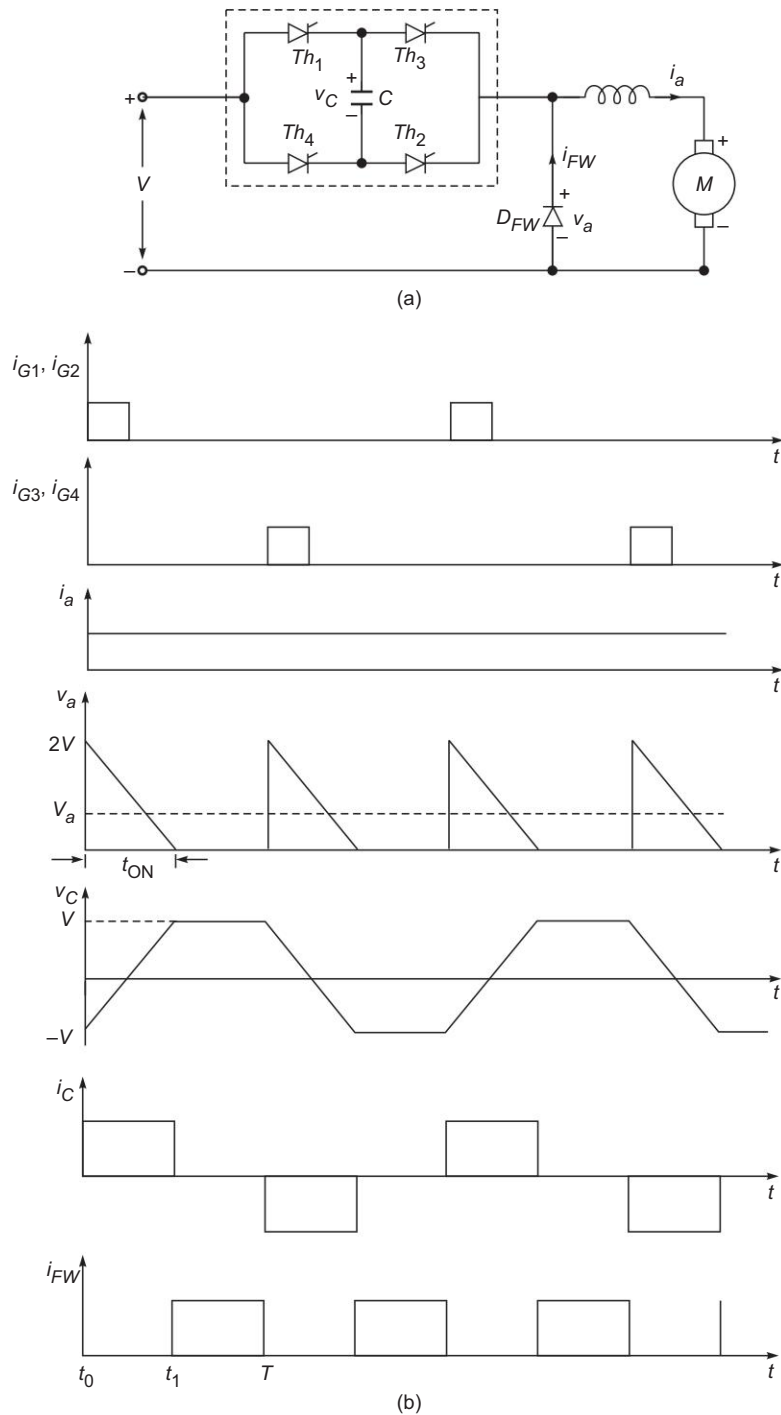 Th1 Th3
+
vC C
–
+
Th4 Th2
V
ia
iFW
+
DFW va
–
+
M
–
–
(a)
iG1, iG2
t
iG3, iG4
t
ia
t
va
2V
Va
tON
t
vC
V
t
–V
iC
t
iFW
t0 t1 T t
(b)